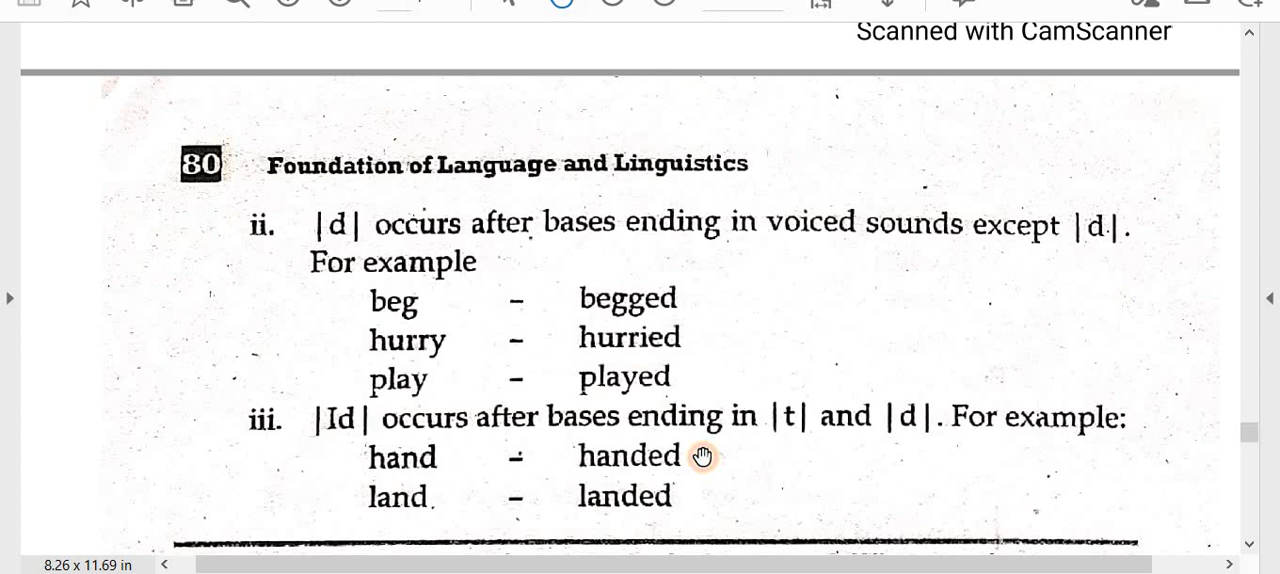 Scanned with CamScanner
80 Foundation of Language and Linguistics
ii. |d| occurs after bases ending in voiced sounds except |d|.
For example
beg - begged
hurry - hurried
play - played
iii. |Id| occurs after bases ending in |t| and |d|. For example:
hand - handed
land - landed
8.26 x 11.69 in